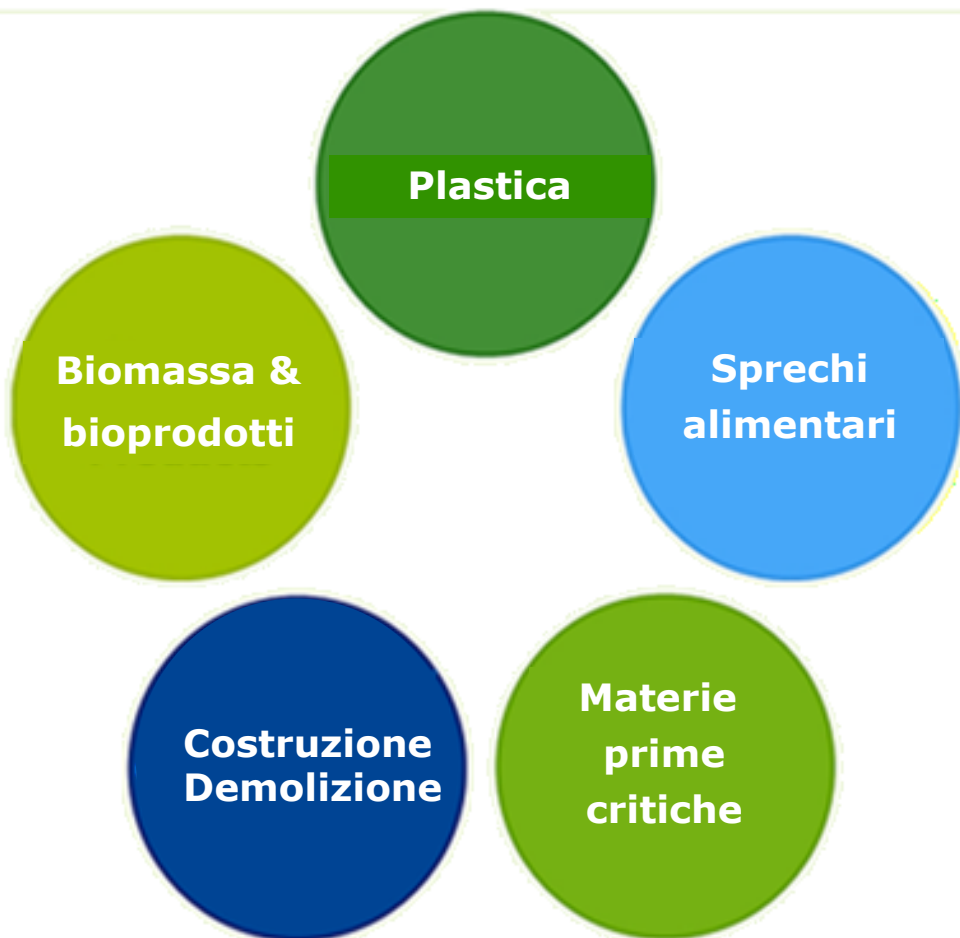 Plastica
Biomassa &
bioprodotti
Sprechi
alimentari
Costruzione
Demolizione
Materie
prime
critiche